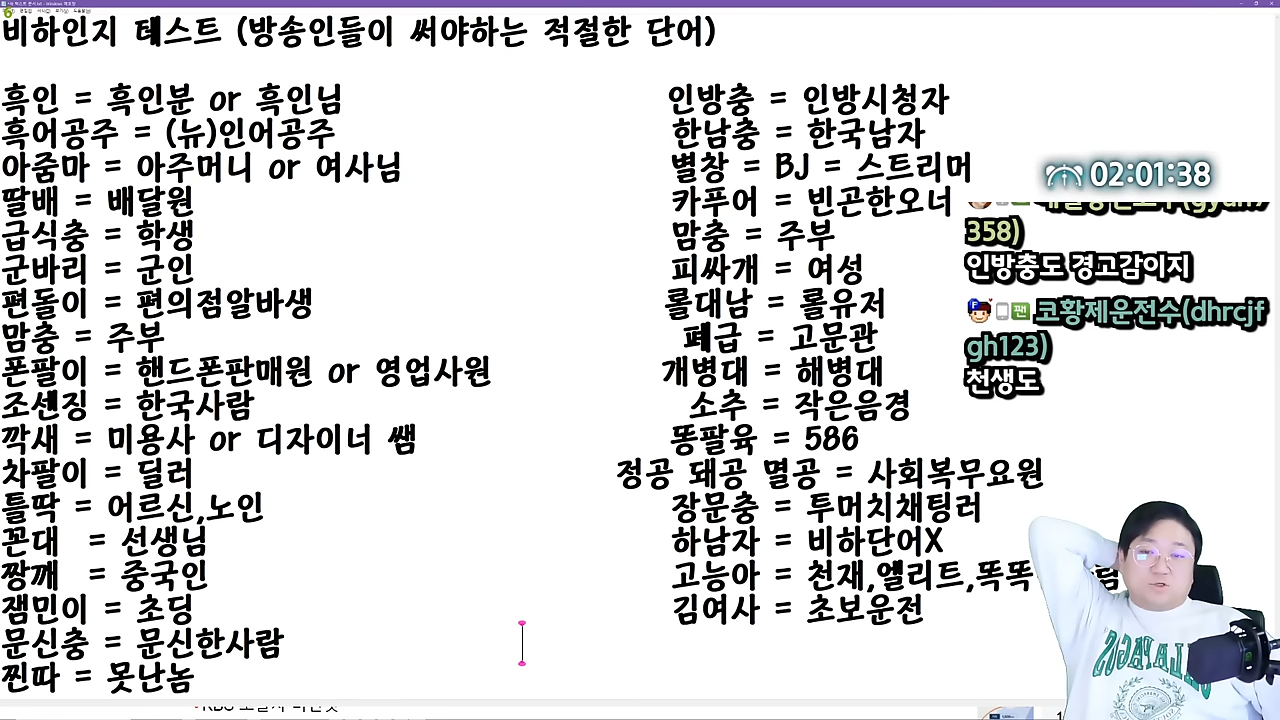 비하인지 테스트 (방송인들이 써야하는 적절한 단어)
흑인 = 흑인분 or 흑인님
흑어공주 = (뉴)인어공주
아줌마 = 아주머니 or 여사님
딸배 = 배달원
급식충 = 학생
군바리 = 군인
편돌이 = 편의점알바생
맘충 = 주부
폰팔이 = 핸드폰판매원 or 영업사원
조센징 = 한국사람
깍새 = 미용사 or 디자이너 쌤
차팔이 = 딜러
틀딱 = 어르신,노인
꼰대 = 선생님
짱깨 = 중국인
잼민이 = 초딩
문신충 = 문신한사람
찐따 = 못난놈
인방충 = 인방시청자
한남충 = 한국남자
별창 = BJ = 스트리머
카푸어 = 빈곤한오너
맘충 = 주부
피싸개 = 여성
롤대남 = 롤유저
폐급 = 고문관
개병대 = 해병대
소추 = 작은음경
똥팔육 = 586
정공 돼공 멸공 = 사회복무요원
장문충 = 투머치채팅러
하남자 = 비하단어X
고능아 = 천재,엘리트,똑똑
김여사 = 초보운전
02:01:38
358)
인방충도 경고감이지
팬 코황제운전수(dhrcjf
gh123)
천생도